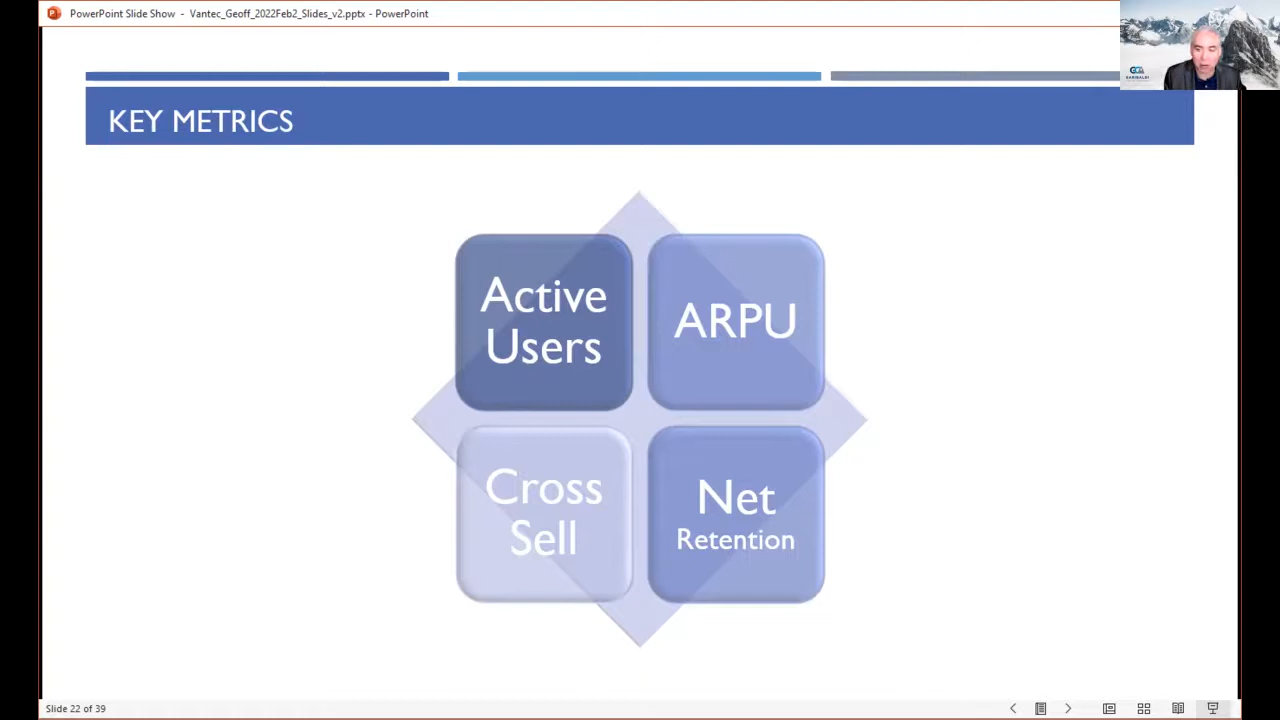 PowerPoint Slide Show - Vantec_Geoff_2022Feb2_Slides_v2.pptx - PowerPoint
KEY METRICS
Active
Users
ARPU
Cross
Sell
Net
Retention
Slide 22 of 39